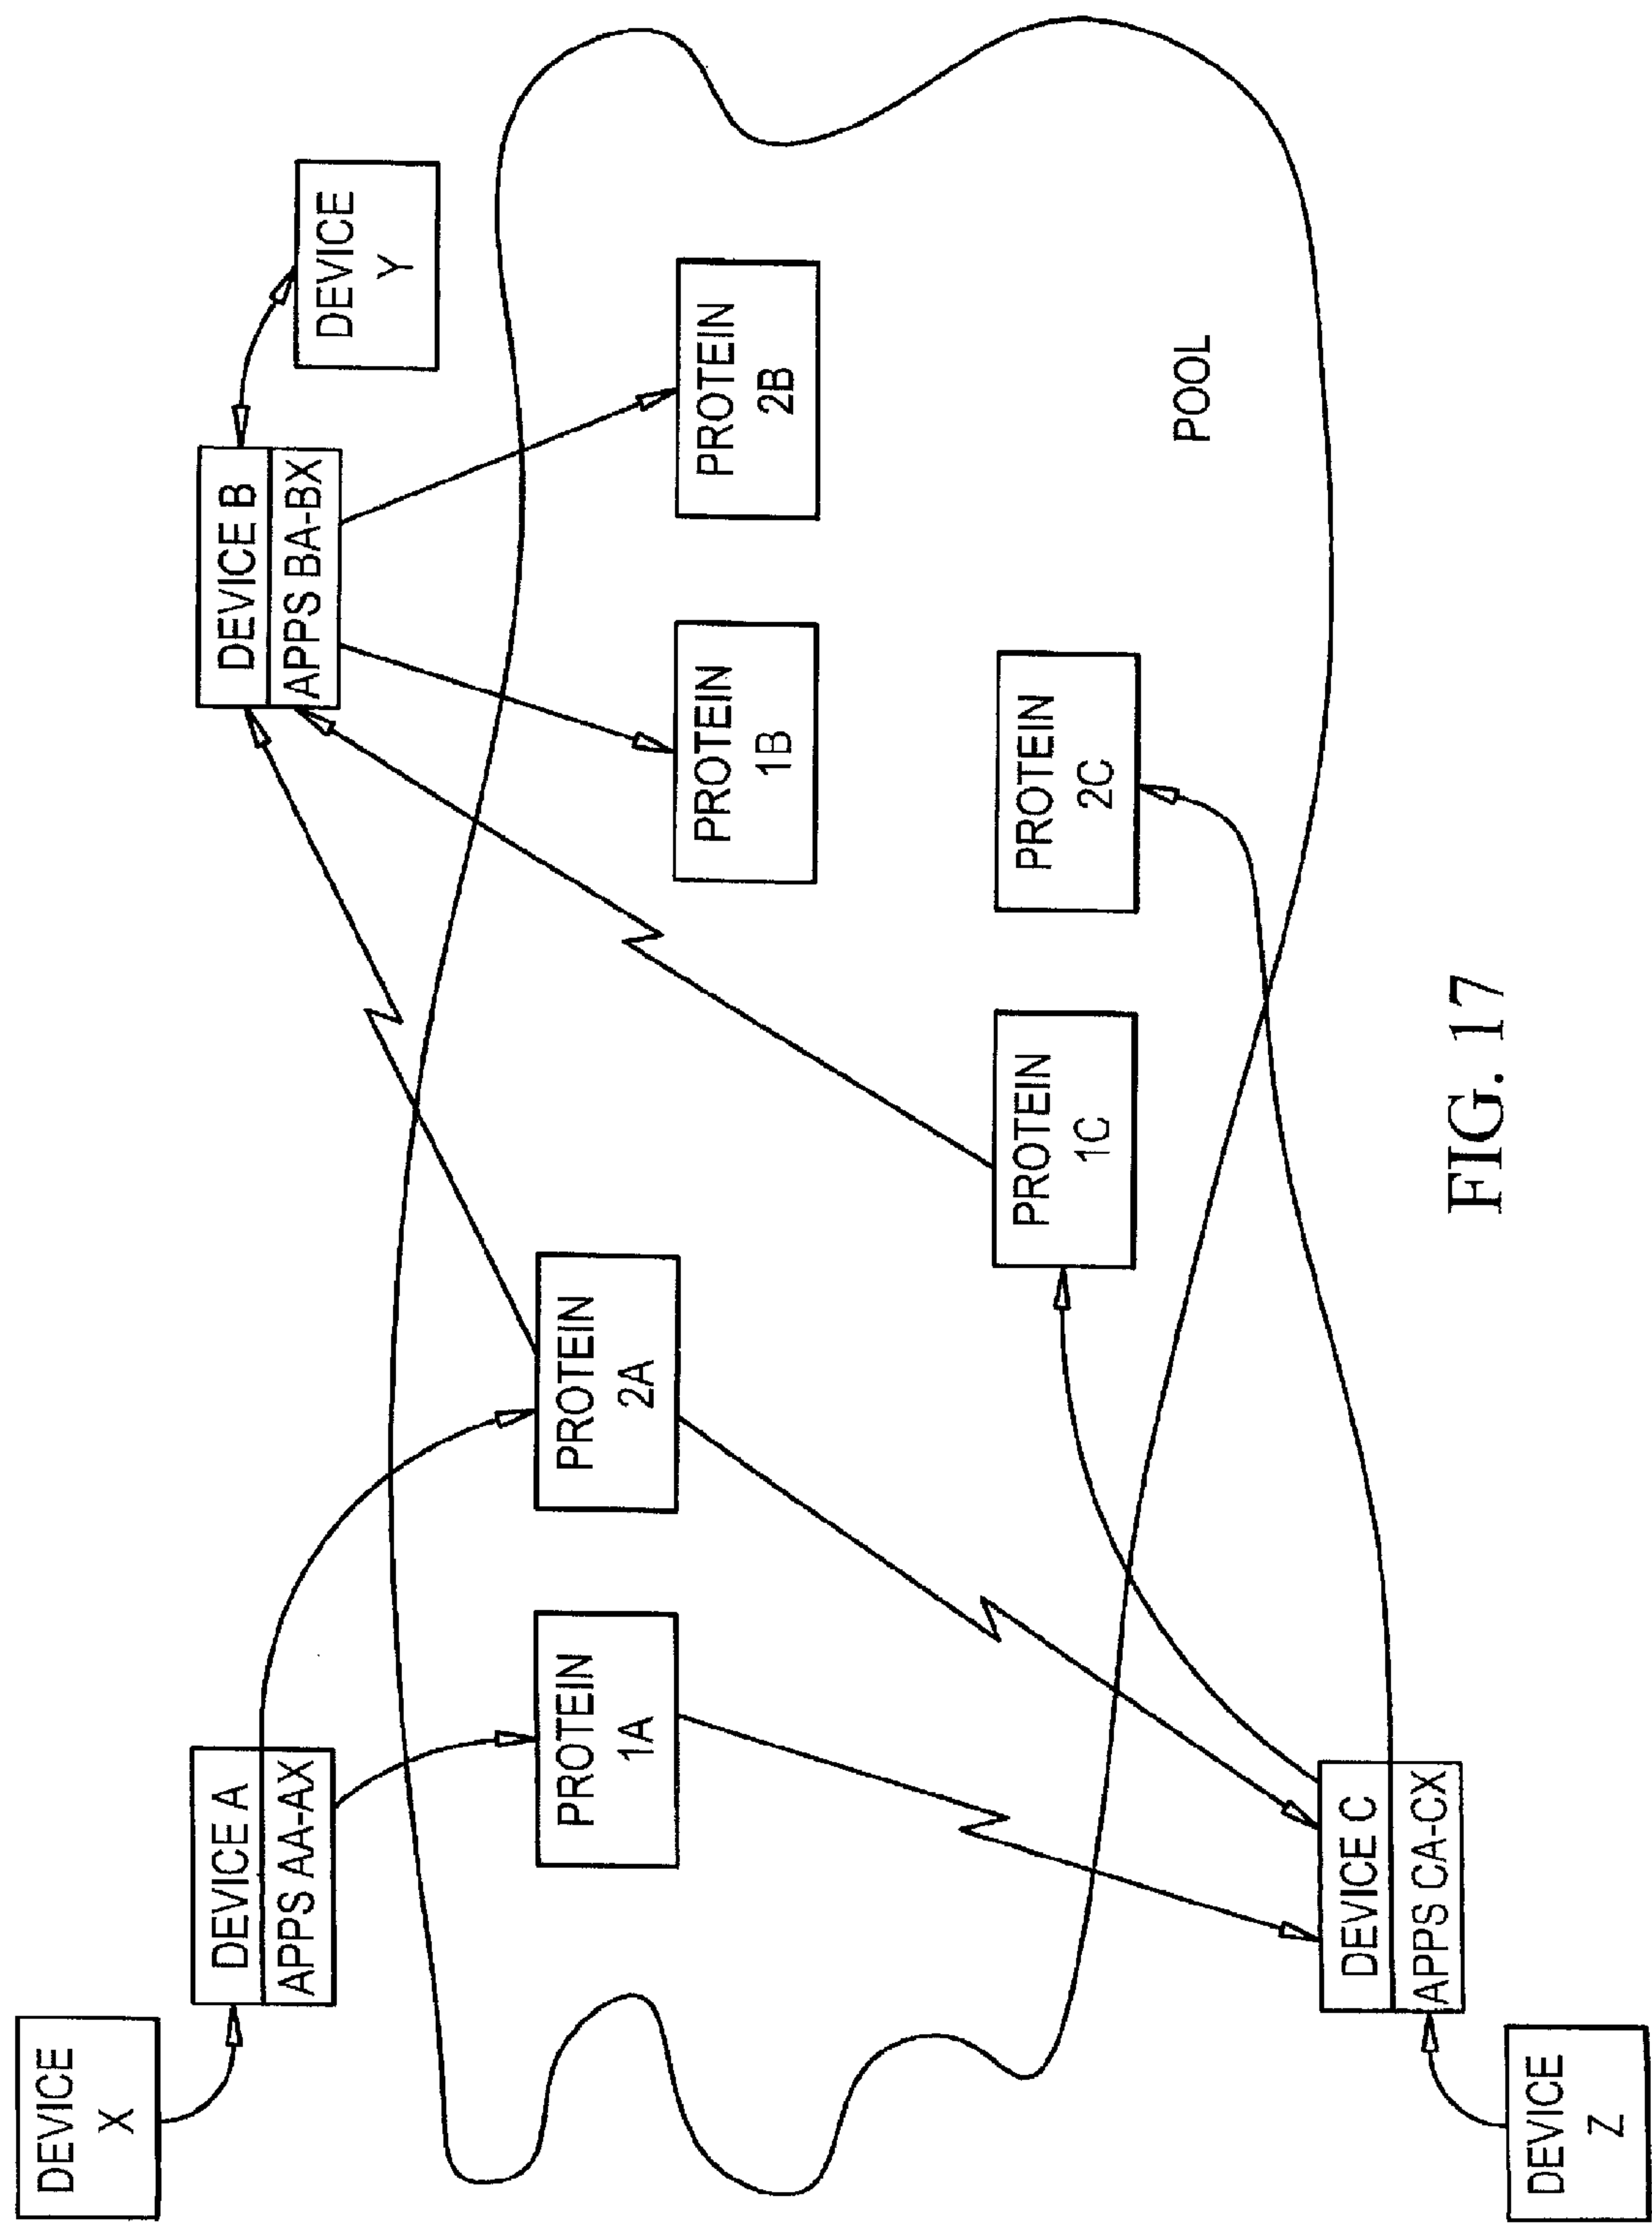 DEVICE
X
DEVICE A
APPS AA-AX
DEVICE B
APPS BA-BX
DEVICE
Y
PROTEIN
1A
PROTEIN
2A
PROTEIN
1B
PROTEIN
2B
PROTEIN
1C
PROTEIN
2C
POOL
DEVICE C
APPS CA-CX
DEVICE
Z
FIG. 17